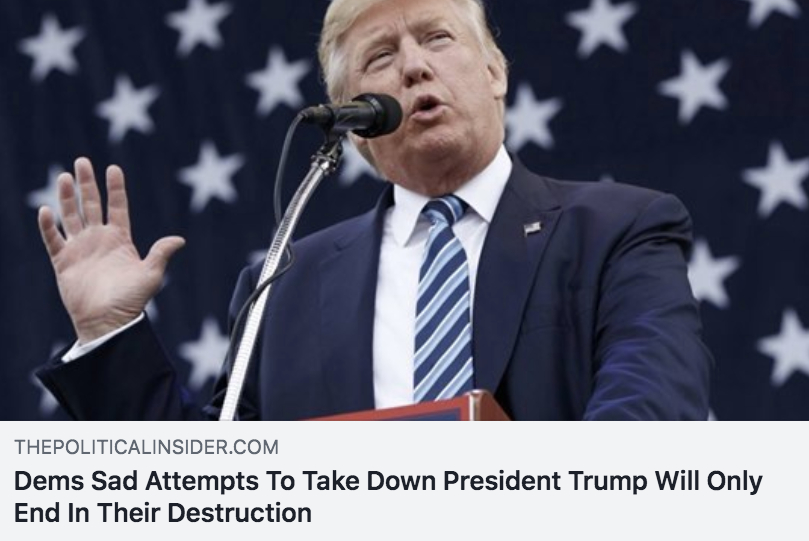 THEPOLITICALINSIDER.COM
Dems Sad Attempts To Take Down President Trump Will Only
End In Their Destruction